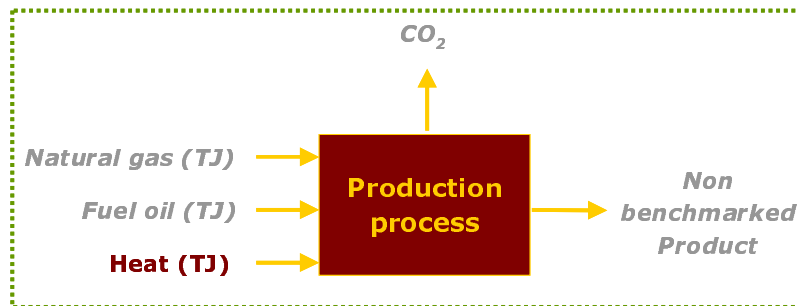 CO2
Natural gas (TJ)
Fuel oil (TJ)
Heat (TJ)
Production
process
Non
benchmarked
Product